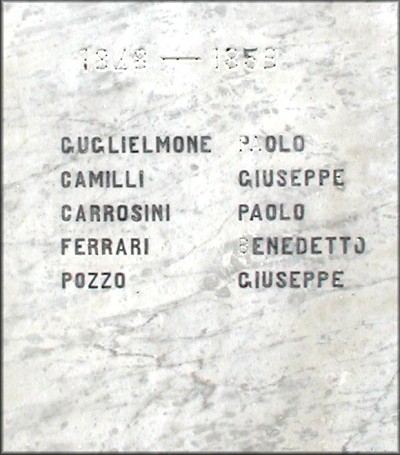 1848 — 1859
GUGLIELMONE PAOLO
CAMILLI GIUSEPPE
CARROSINI PAOLO
FERRARI BENEDETTO
POZZO GIUSEPPE